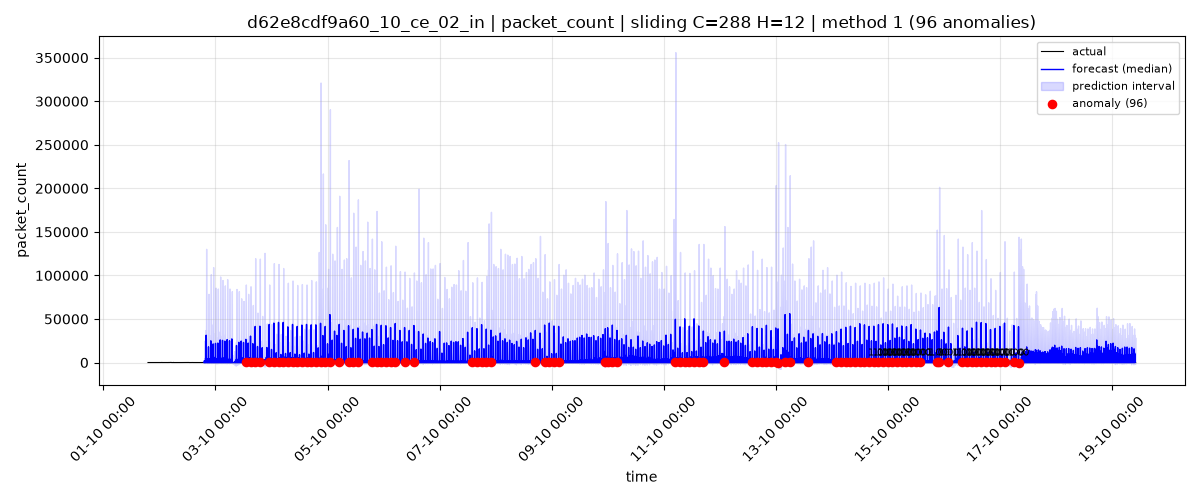 d62e8cdf9a60_10_ce_02_in | packet_count | sliding C=288 H=12 | method 1 (96 anomalies)
actual
forecast (median)
prediction interval
anomaly (96)
packet_count
350000
300000
250000
200000
150000
100000
50000
0
01-10 00:00
03-10 00:00
05-10 00:00
07-10 00:00
09-10 00:00
11-10 00:00
13-10 00:00
15-10 00:00
17-10 00:00
19-10 00:00
time